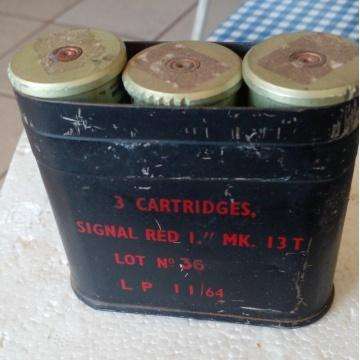 3 CARTRIDGES.
SIGNAL RED 1." MK. 13 T
LOT Nº 36
L P 11/64